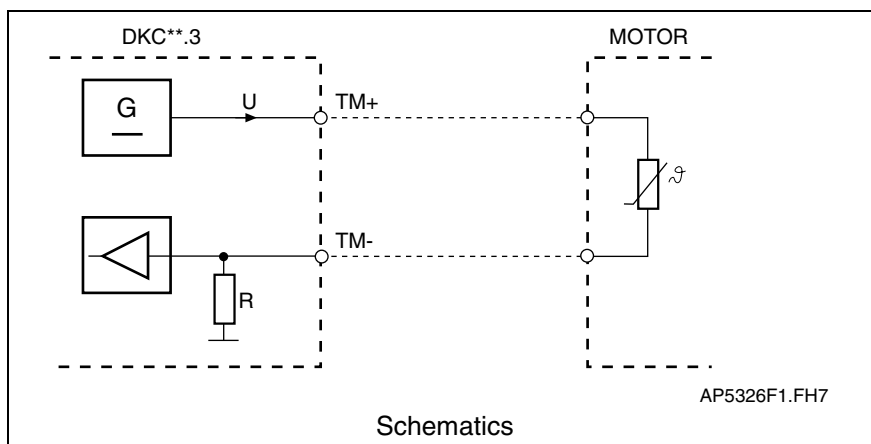 DKC**.3
MOTOR
G
U
TM+
ϑ
TM-
R
AP5326F1.FH7
Schematics